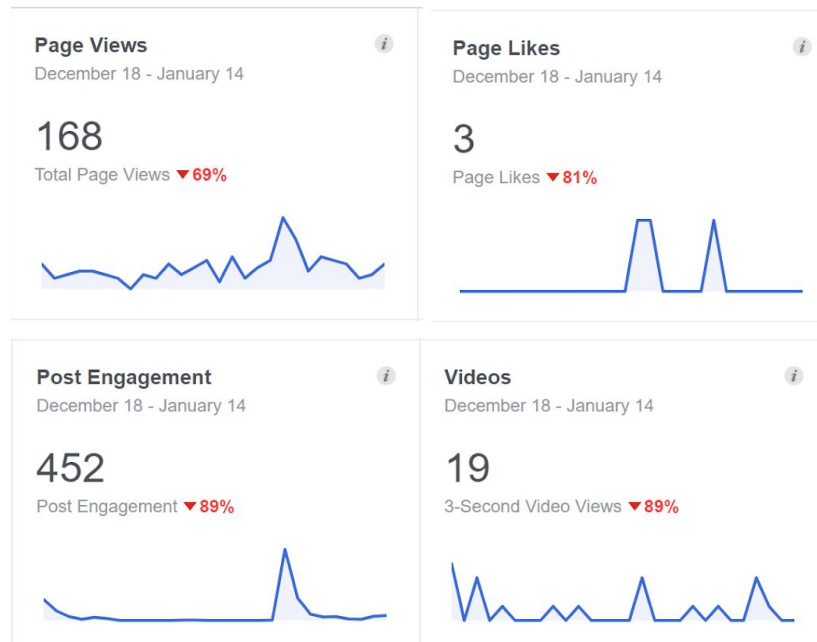 Page Views
December 18 - January 14
168
Total Page Views ▼ 69%
Page Likes
December 18 - January 14
3
Page Likes ▼ 81%
Post Engagement
December 18 - January 14
452
Post Engagement ▼ 89%
Videos
December 18 - January 14
19
3-Second Video Views ▼ 89%